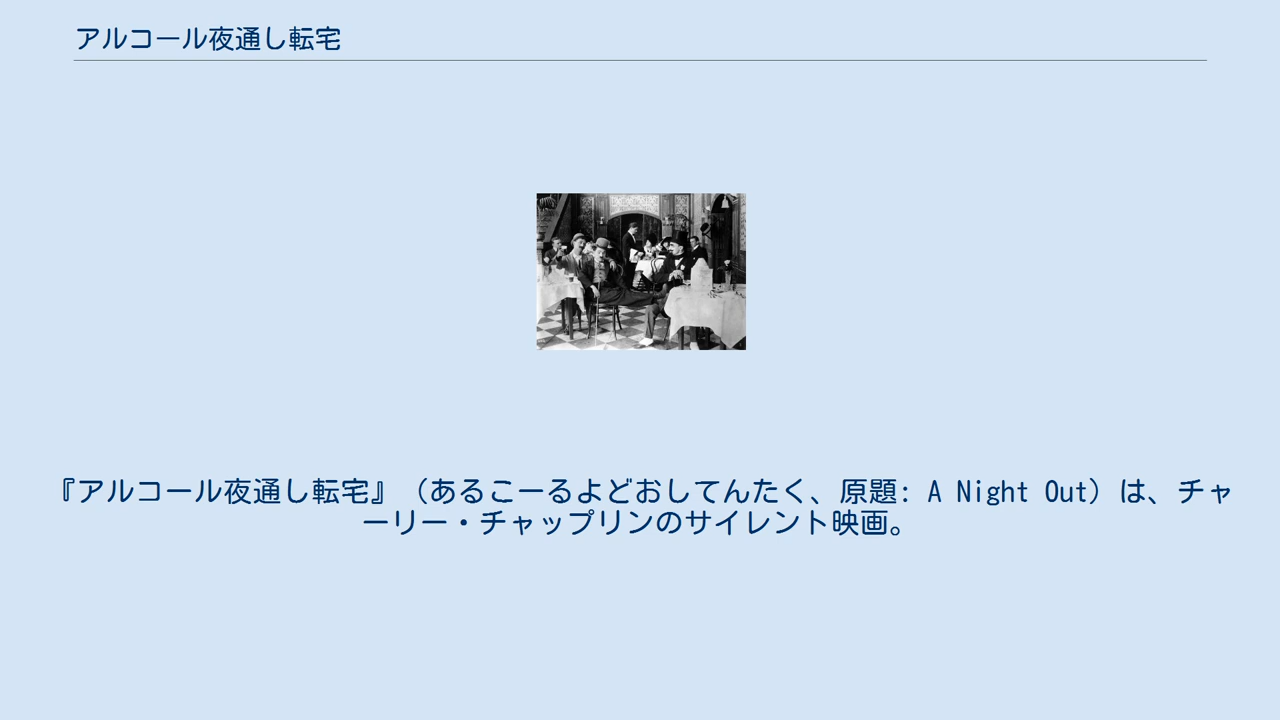 アルコール夜通し転宅
『アルコール夜通し転宅』（あるこーるよどおしてんたく、原題: A Night Out）は、チャ
ーリー・チャップリンのサイレント映画。